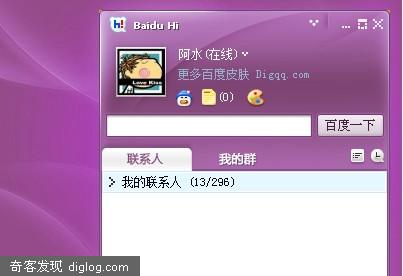 Baidu Hi
阿水(在线)
更多百度皮肤 Digqq.com
(0)
百度一下
联系人 我的群
我的联系人 (13/296)
奇客发现 diglog.com
Love Kiss